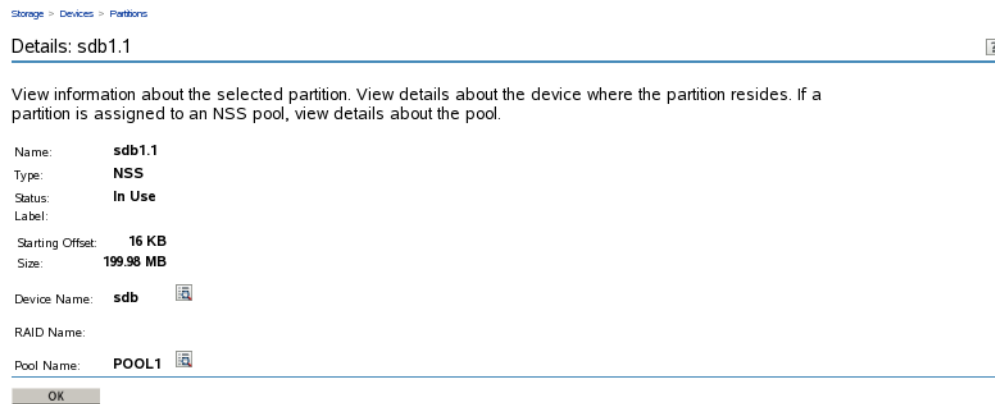 Storage > Devices > Partitions
Details: sdb1.1
?
View information about the selected partition. View details about the device where the partition resides. If a
partition is assigned to an NSS pool, view details about the pool.
Name: sdb1.1
Type: NSS
Status: In Use
Label:
Starting Offset: 16 KB
Size: 199.98 MB
Device Name: sdb
RAID Name:
Pool Name: POOL1
OK